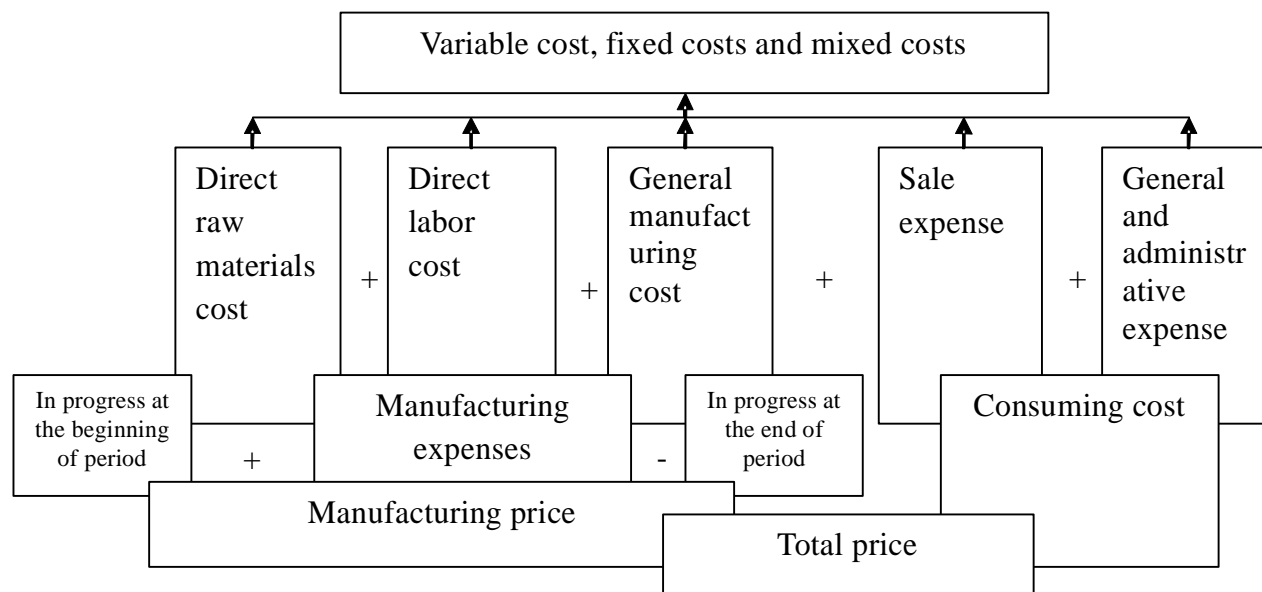 Variable cost, fixed costs and mixed costs
Direct
raw
materials
cost
+
Direct
labor
cost
+
General
manufact
uring
cost
+
Sale
expense
+
General
and
administr
ative
expense
In progress at
the beginning
of period
+
Manufacturing
expenses
-
In progress at
the end of
period
Consuming cost
Manufacturing price
Total price